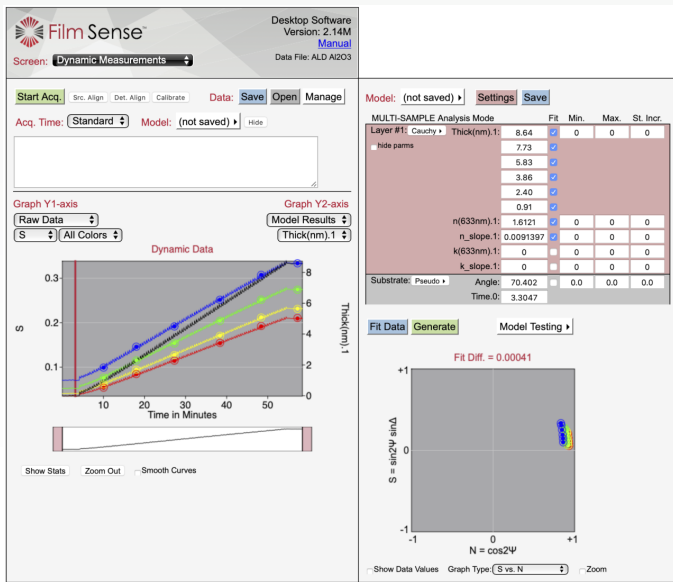 Film Sense™
Desktop Software
Version: 2.14M
Manual
Screen: Dynamic Measurements
Data File: ALD Al2O3
Start Acq. Src. Align Det. Align Calibrate Data: Save Open Manage
Acq. Time: Standard Model: (not saved) Hide
Graph Y1-axis Graph Y2-axis
Raw Data Model Results
S All Colors Thick(nm).1
Dynamic Data
0.3
0.2
0.1
S
8
6
4
2
0
Thick(nm).1
10 20 30 40 50
Time in Minutes
Show Stats Zoom Out Smooth Curves
Model: (not saved) Settings Save
MULTI-SAMPLE Analysis Mode Fit Min. Max. St. Incr.
Layer #1: Cauchy Thick(nm).1: 8.64 0 0 0
hide parms 7.73
5.83
3.86
2.40
0.91
n(633nm).1: 1.6121 0 0 0
n_slope.1: 0.0091397 0 0 0
k(633nm).1: 0 0 0 0
k_slope.1: 0 0 0 0
Substrate: Pseudo Angle: 70.402 0.0 0.0 0.0
Time.0: 3.3047
Fit Data Generate Model Testing
Fit Diff. = 0.00041
+1
0
-1
S = sin2Ψ sinΔ
-1 0 +1
N = cos2Ψ
Show Data Values Graph Type: S vs. N Zoom